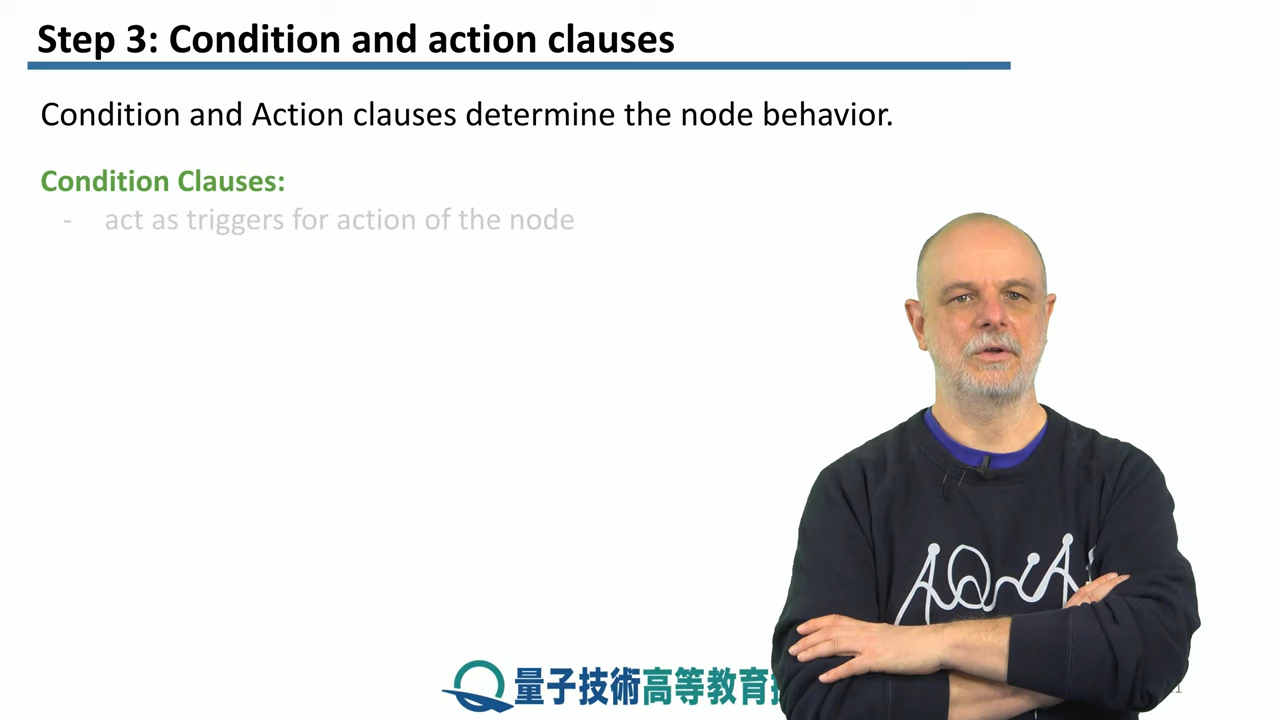 Step 3: Condition and action clauses
Condition and Action clauses determine the node behavior.
Condition Clauses:
- act as triggers for action of the node
AQUA
量子技術高等教育